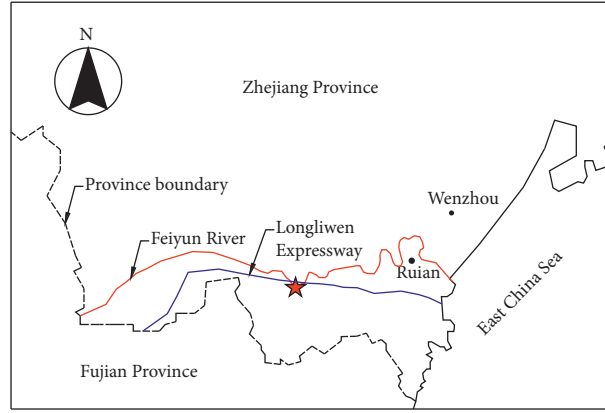 N
Zhejiang Province
Province boundary
Wenzhou
Feiyun River
Longliwen
Expressway
Ruian
East China Sea
Fujian Province